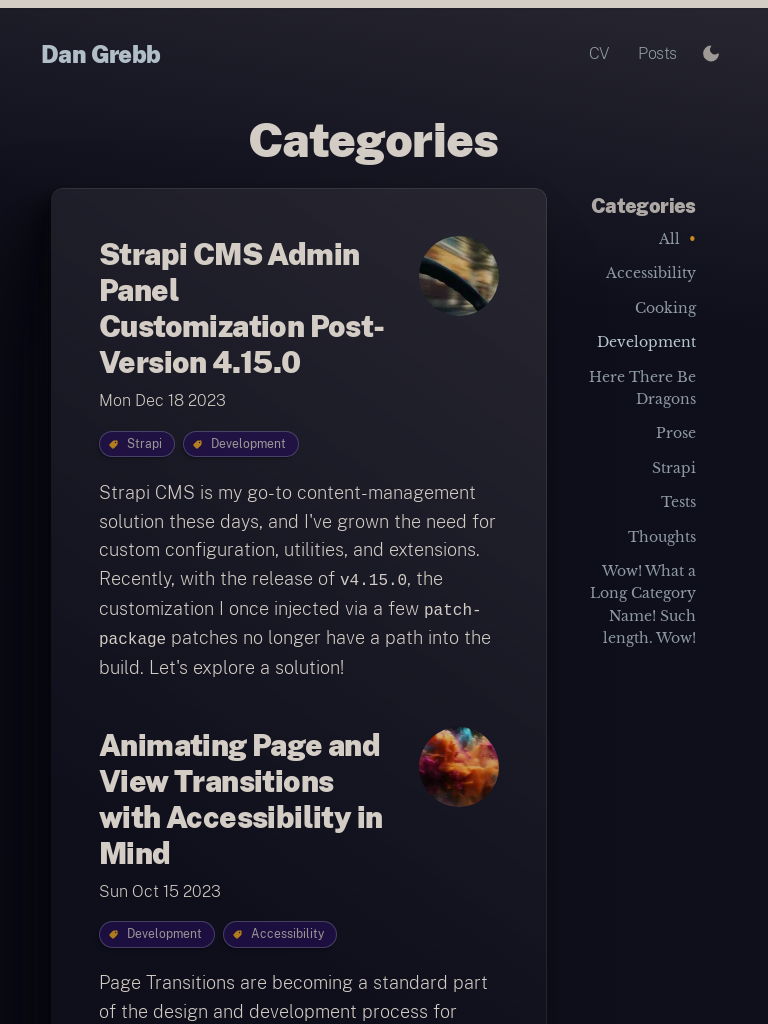 Dan Grebb
CV
Posts
Categories
Strapi CMS Admin
Panel
Customization Post-
Version 4.15.0
Mon Dec 18 2023
Strapi
Development
Strapi CMS is my go-to content-management
solution these days, and I've grown the need for
custom configuration, utilities, and extensions.
Recently, with the release of v4.15.0, the
customization I once injected via a few patch-
package patches no longer have a path into the
build. Let's explore a solution!
Animating Page and
View Transitions
with Accessibility in
Mind
Sun Oct 15 2023
Development
Accessibility
Page Transitions are becoming a standard part
of the design and development process for
Categories
All
Accessibility
Cooking
Development
Here There Be
Dragons
Prose
Strapi
Tests
Thoughts
Wow! What a
Long Category
Name! Such
length. Wow!